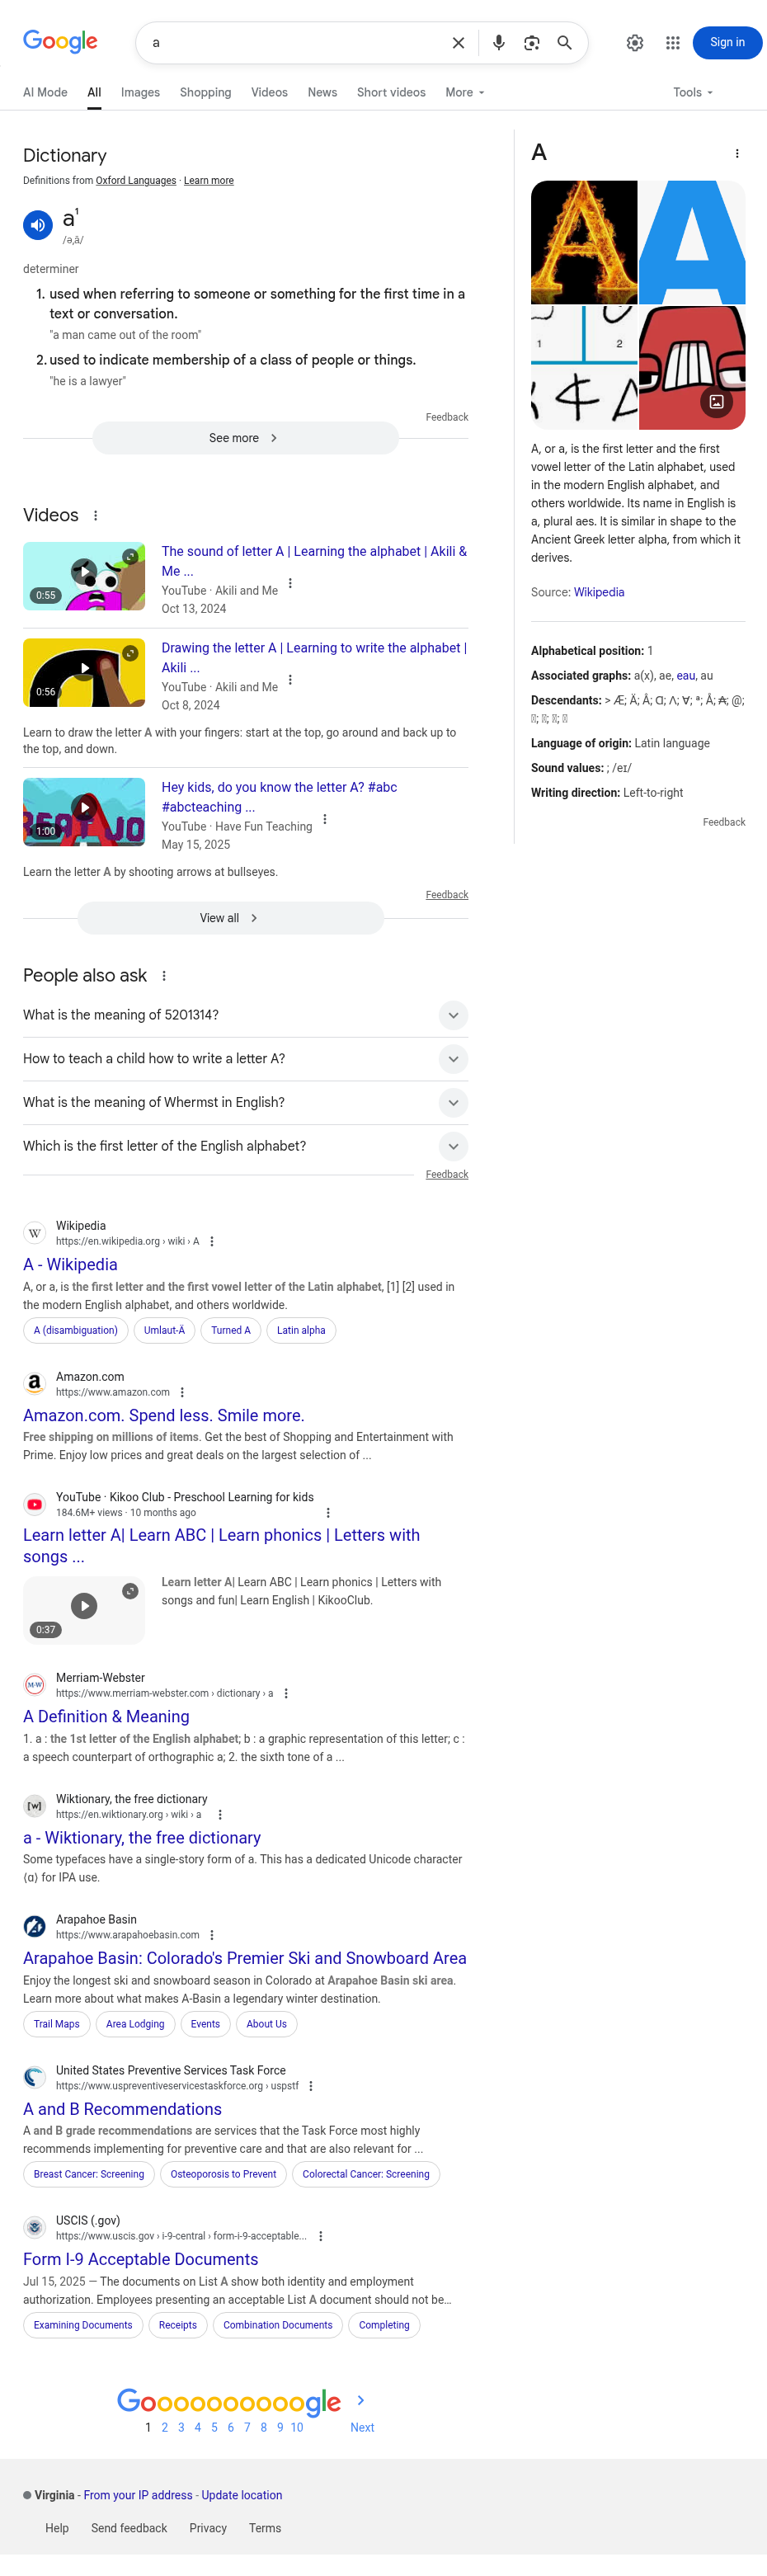 Google
a
Sign in
AI Mode
All
Images
Shopping
Videos
News
Short videos
More
Tools
Dictionary
Definitions from Oxford Languages · Learn more
a¹
/ə,ā/
determiner
1. used when referring to someone or something for the first time in a
text or conversation.
"a man came out of the room"
2. used to indicate membership of a class of people or things.
"he is a lawyer"
Feedback
See more
Videos
0:55
The sound of letter A | Learning the alphabet | Akili &
Me ...
YouTube · Akili and Me
Oct 13, 2024
0:56
Drawing the letter A | Learning to write the alphabet |
Akili ...
YouTube · Akili and Me
Oct 8, 2024
Learn to draw the letter A with your fingers: start at the top, go around and back up to
the top, and down.
1:00
Hey kids, do you know the letter A? #abc
#abcteaching ...
YouTube · Have Fun Teaching
May 15, 2025
Learn the letter A by shooting arrows at bullseyes.
Feedback
View all
People also ask
What is the meaning of 5201314?
How to teach a child how to write a letter A?
What is the meaning of Whermst in English?
Which is the first letter of the English alphabet?
Feedback
Wikipedia
https://en.wikipedia.org › wiki › A
A - Wikipedia
A, or a, is the first letter and the first vowel letter of the Latin alphabet, [1] [2] used in
the modern English alphabet, and others worldwide.
A (disambiguation)
Umlaut-Ä
Turned A
Latin alpha
Amazon.com
https://www.amazon.com
Amazon.com. Spend less. Smile more.
Free shipping on millions of items. Get the best of Shopping and Entertainment with
Prime. Enjoy low prices and great deals on the largest selection of ...
YouTube · Kikoo Club - Preschool Learning for kids
184.6M+ views · 10 months ago
Learn letter A| Learn ABC | Learn phonics | Letters with
songs ...
0:37
Learn letter A| Learn ABC | Learn phonics | Letters with
songs and fun| Learn English | KikooClub.
Merriam-Webster
https://www.merriam-webster.com › dictionary › a
A Definition & Meaning
1. a : the 1st letter of the English alphabet; b : a graphic representation of this letter; c :
a speech counterpart of orthographic a; 2. the sixth tone of a ...
Wiktionary, the free dictionary
https://en.wiktionary.org › wiki › a
a - Wiktionary, the free dictionary
Some typefaces have a single-story form of a. This has a dedicated Unicode character
⟨ɑ⟩ for IPA use.
Arapahoe Basin
https://www.arapahoebasin.com
Arapahoe Basin: Colorado's Premier Ski and Snowboard Area
Enjoy the longest ski and snowboard season in Colorado at Arapahoe Basin ski area.
Learn more about what makes A-Basin a legendary winter destination.
Trail Maps
Area Lodging
Events
About Us
United States Preventive Services Task Force
https://www.uspreventiveservicestaskforce.org › uspstf
A and B Recommendations
A and B grade recommendations are services that the Task Force most highly
recommends implementing for preventive care and that are also relevant for ...
Breast Cancer: Screening
Osteoporosis to Prevent
Colorectal Cancer: Screening
USCIS (.gov)
https://www.uscis.gov › i-9-central › form-i-9-acceptable...
Form I-9 Acceptable Documents
Jul 15, 2025 — The documents on List A show both identity and employment
authorization. Employees presenting an acceptable List A document should not be...
Examining Documents
Receipts
Combination Documents
Completing
A
A, or a, is the first letter and the first
vowel letter of the Latin alphabet, used
in the modern English alphabet, and
others worldwide. Its name in English is
a, plural aes. It is similar in shape to the
Ancient Greek letter alpha, from which it
derives.
Source: Wikipedia
Alphabetical position: 1
Associated graphs: a(x), ae, eau, au
Descendants: > Æ; Ä; Â; Ɑ; Λ; Ɐ; ª; Å; ₳; @;
Language of origin: Latin language
Sound values: ; /eɪ/
Writing direction: Left-to-right
Feedback
Goooooooooogle
1 2 3 4 5 6 7 8 9 10 Next
Virginia - From your IP address - Update location
Help
Send feedback
Privacy
Terms